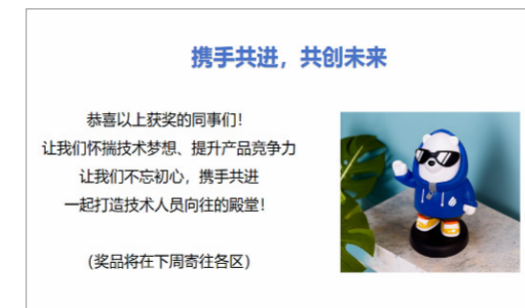 携手共进，共创未来
恭喜以上获奖的同事们！
让我们怀揣技术梦想、提升产品竞争力
让我们不忘初心，携手共进
一起打造技术人员向往的殿堂！
（奖品将在下周寄往各区）